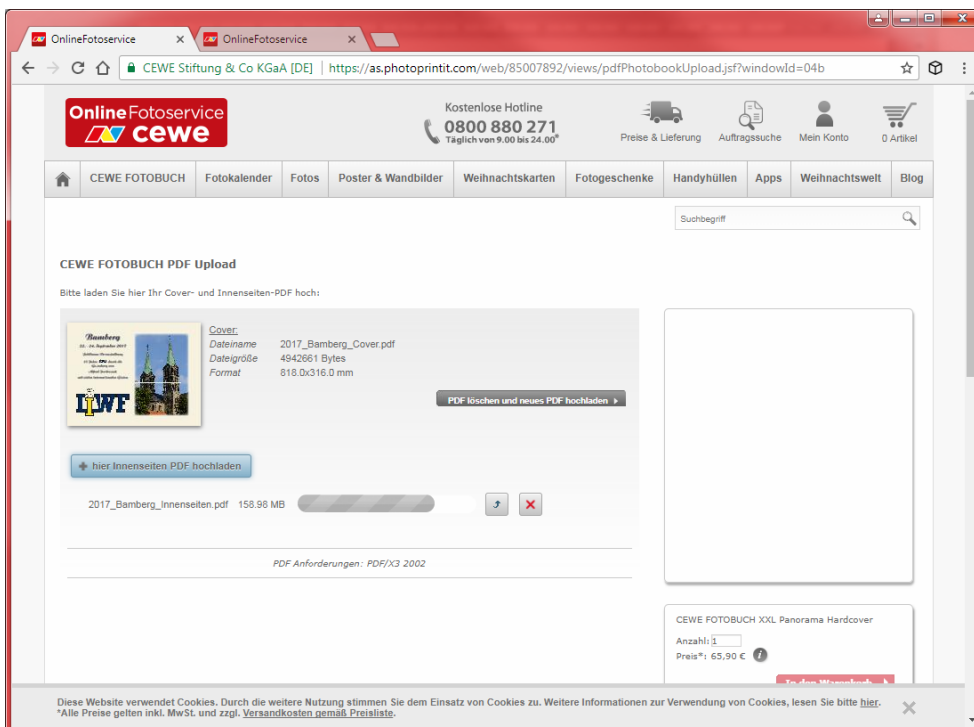 OnlineFotoservice
OnlineFotoservice
CEWE Stiftung & Co KGaA [DE] | https://as.photoprintit.com/web/85007892/views/pdfPhotobookUpload.jsf?windowId=04b
OnlineFotoservice
cewe
Kostenlose Hotline
0800 880 271
Täglich von 9.00 bis 24.00*
Preise & Lieferung
Auftragssuche
Mein Konto
0 Artikel
CEWE FOTOBUCH
Fotokalender
Fotos
Poster & Wandbilder
Weihnachtskarten
Fotogeschenke
Handyhüllen
Apps
Weihnachtswelt
Blog
Suchbegriff
CEWE FOTOBUCH PDF Upload
Bitte laden Sie hier Ihr Cover- und Innenseiten-PDF hoch:
Bamberg
IiWF
Cover:
Dateiname 2017_Bamberg_Cover.pdf
Dateigröße 4942661 Bytes
Format 818.0x316.0 mm
PDF löschen und neues PDF hochladen
hier Innenseiten PDF hochladen
2017_Bamberg_Innenseiten.pdf 158.98 MB
PDF Anforderungen: PDF/X3 2002
CEWE FOTOBUCH XXL Panorama Hardcover
Anzahl: 1
Preis*: 65,90 €
In den Warenkorb
Diese Website verwendet Cookies. Durch die weitere Nutzung stimmen Sie dem Einsatz von Cookies zu. Weitere Informationen zur Verwendung von Cookies, lesen Sie bitte hier.
*Alle Preise gelten inkl. MwSt. und zzgl. Versandkosten gemäß Preisliste.